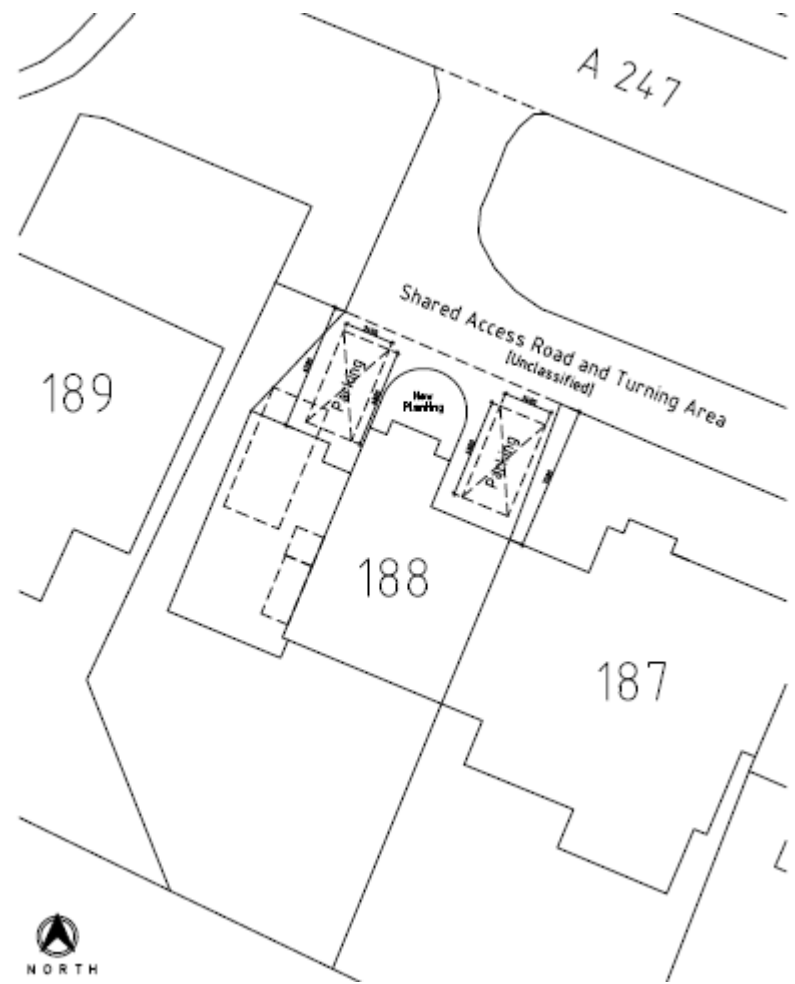 A 247
Shared Access Road and Turning Area
(Unclassified)
Parking
New
Planting
Parking
189
188
187
NORTH